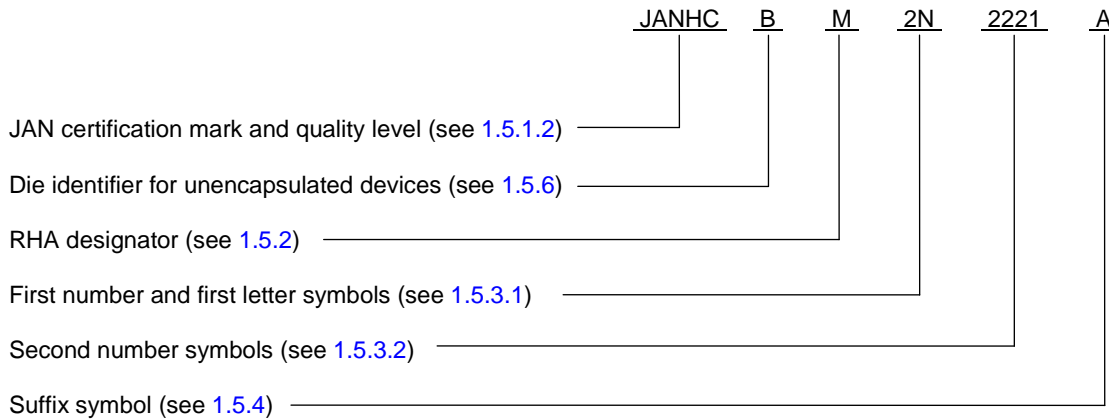 JANHC B M 2N 2221 A
JAN certification mark and quality level (see 1.5.1.2)
Die identifier for unencapsulated devices (see 1.5.6)
RHA designator (see 1.5.2)
First number and first letter symbols (see 1.5.3.1)
Second number symbols (see 1.5.3.2)
Suffix symbol (see 1.5.4)